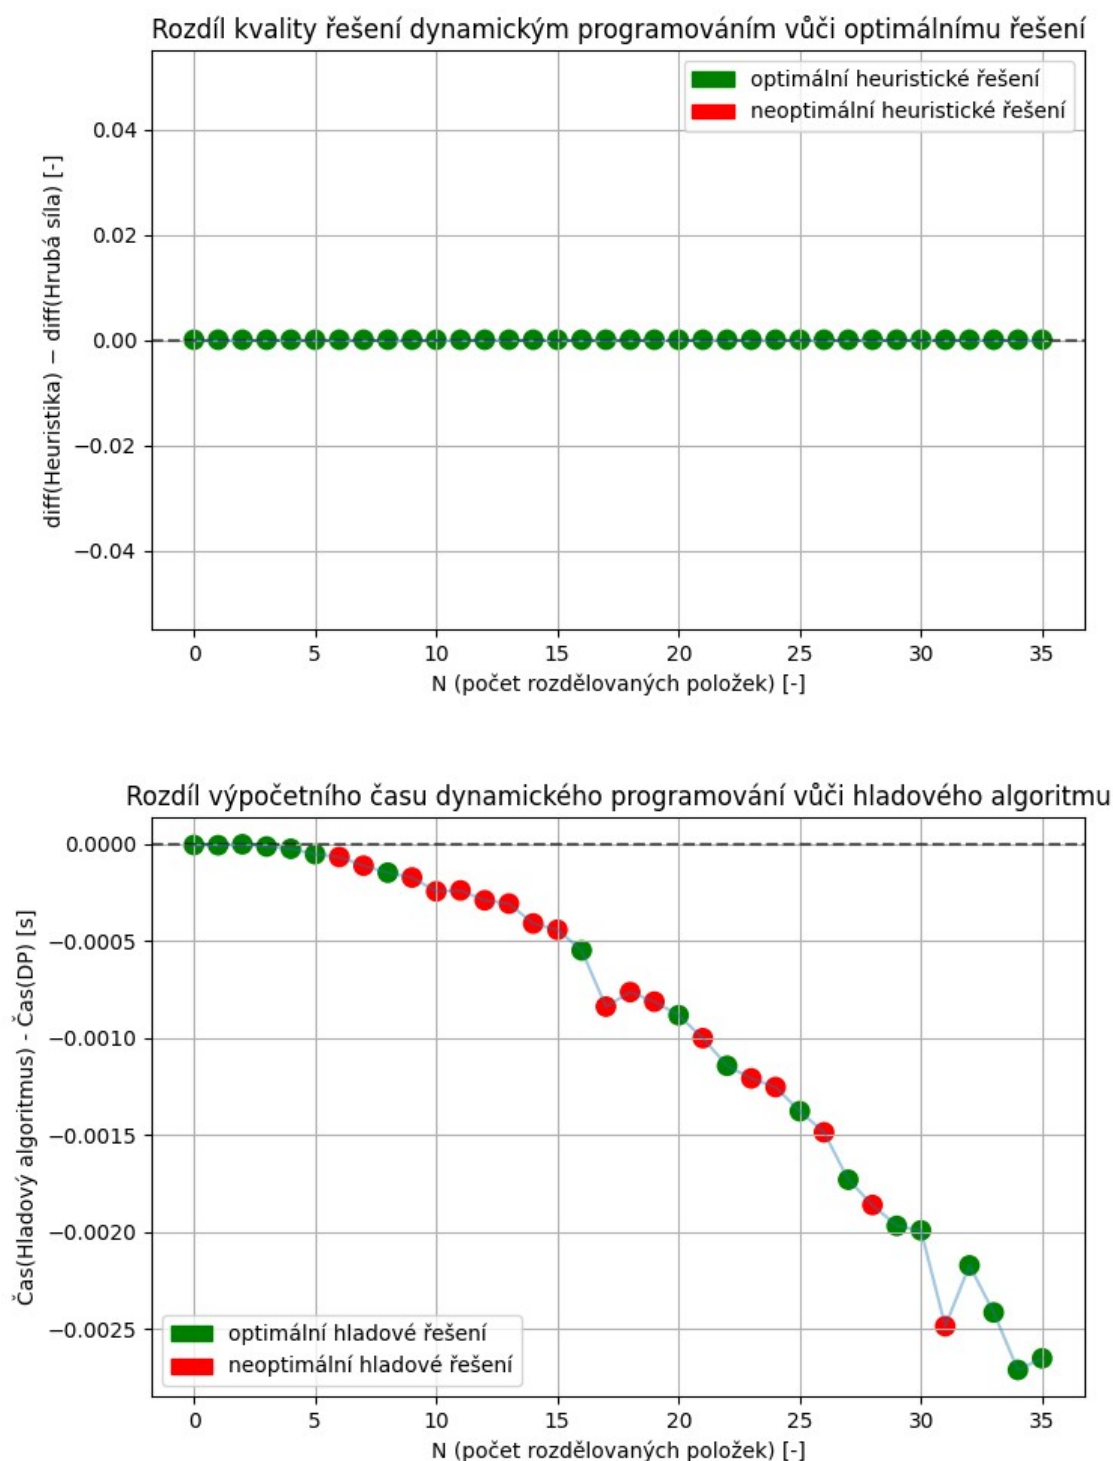 Rozdíl kvality řešení dynamickým programováním vůči optimálnímu řešení
optimální heuristické řešení
neoptimální heuristické řešení
diff(Heuristika) − diff(Hrubá síla) [-]
0.04
0.02
0.00
−0.02
−0.04
0 5 10 15 20 25 30 35
N (počet rozdělovaných položek) [-]
Rozdíl výpočetního času dynamického programování vůči hladového algoritmu
Čas(Hladový algoritmus) - Čas(DP) [s]
0.0000
−0.0005
−0.0010
−0.0015
−0.0020
−0.0025
optimální hladové řešení
neoptimální hladové řešení
0 5 10 15 20 25 30 35
N (počet rozdělovaných položek) [-]